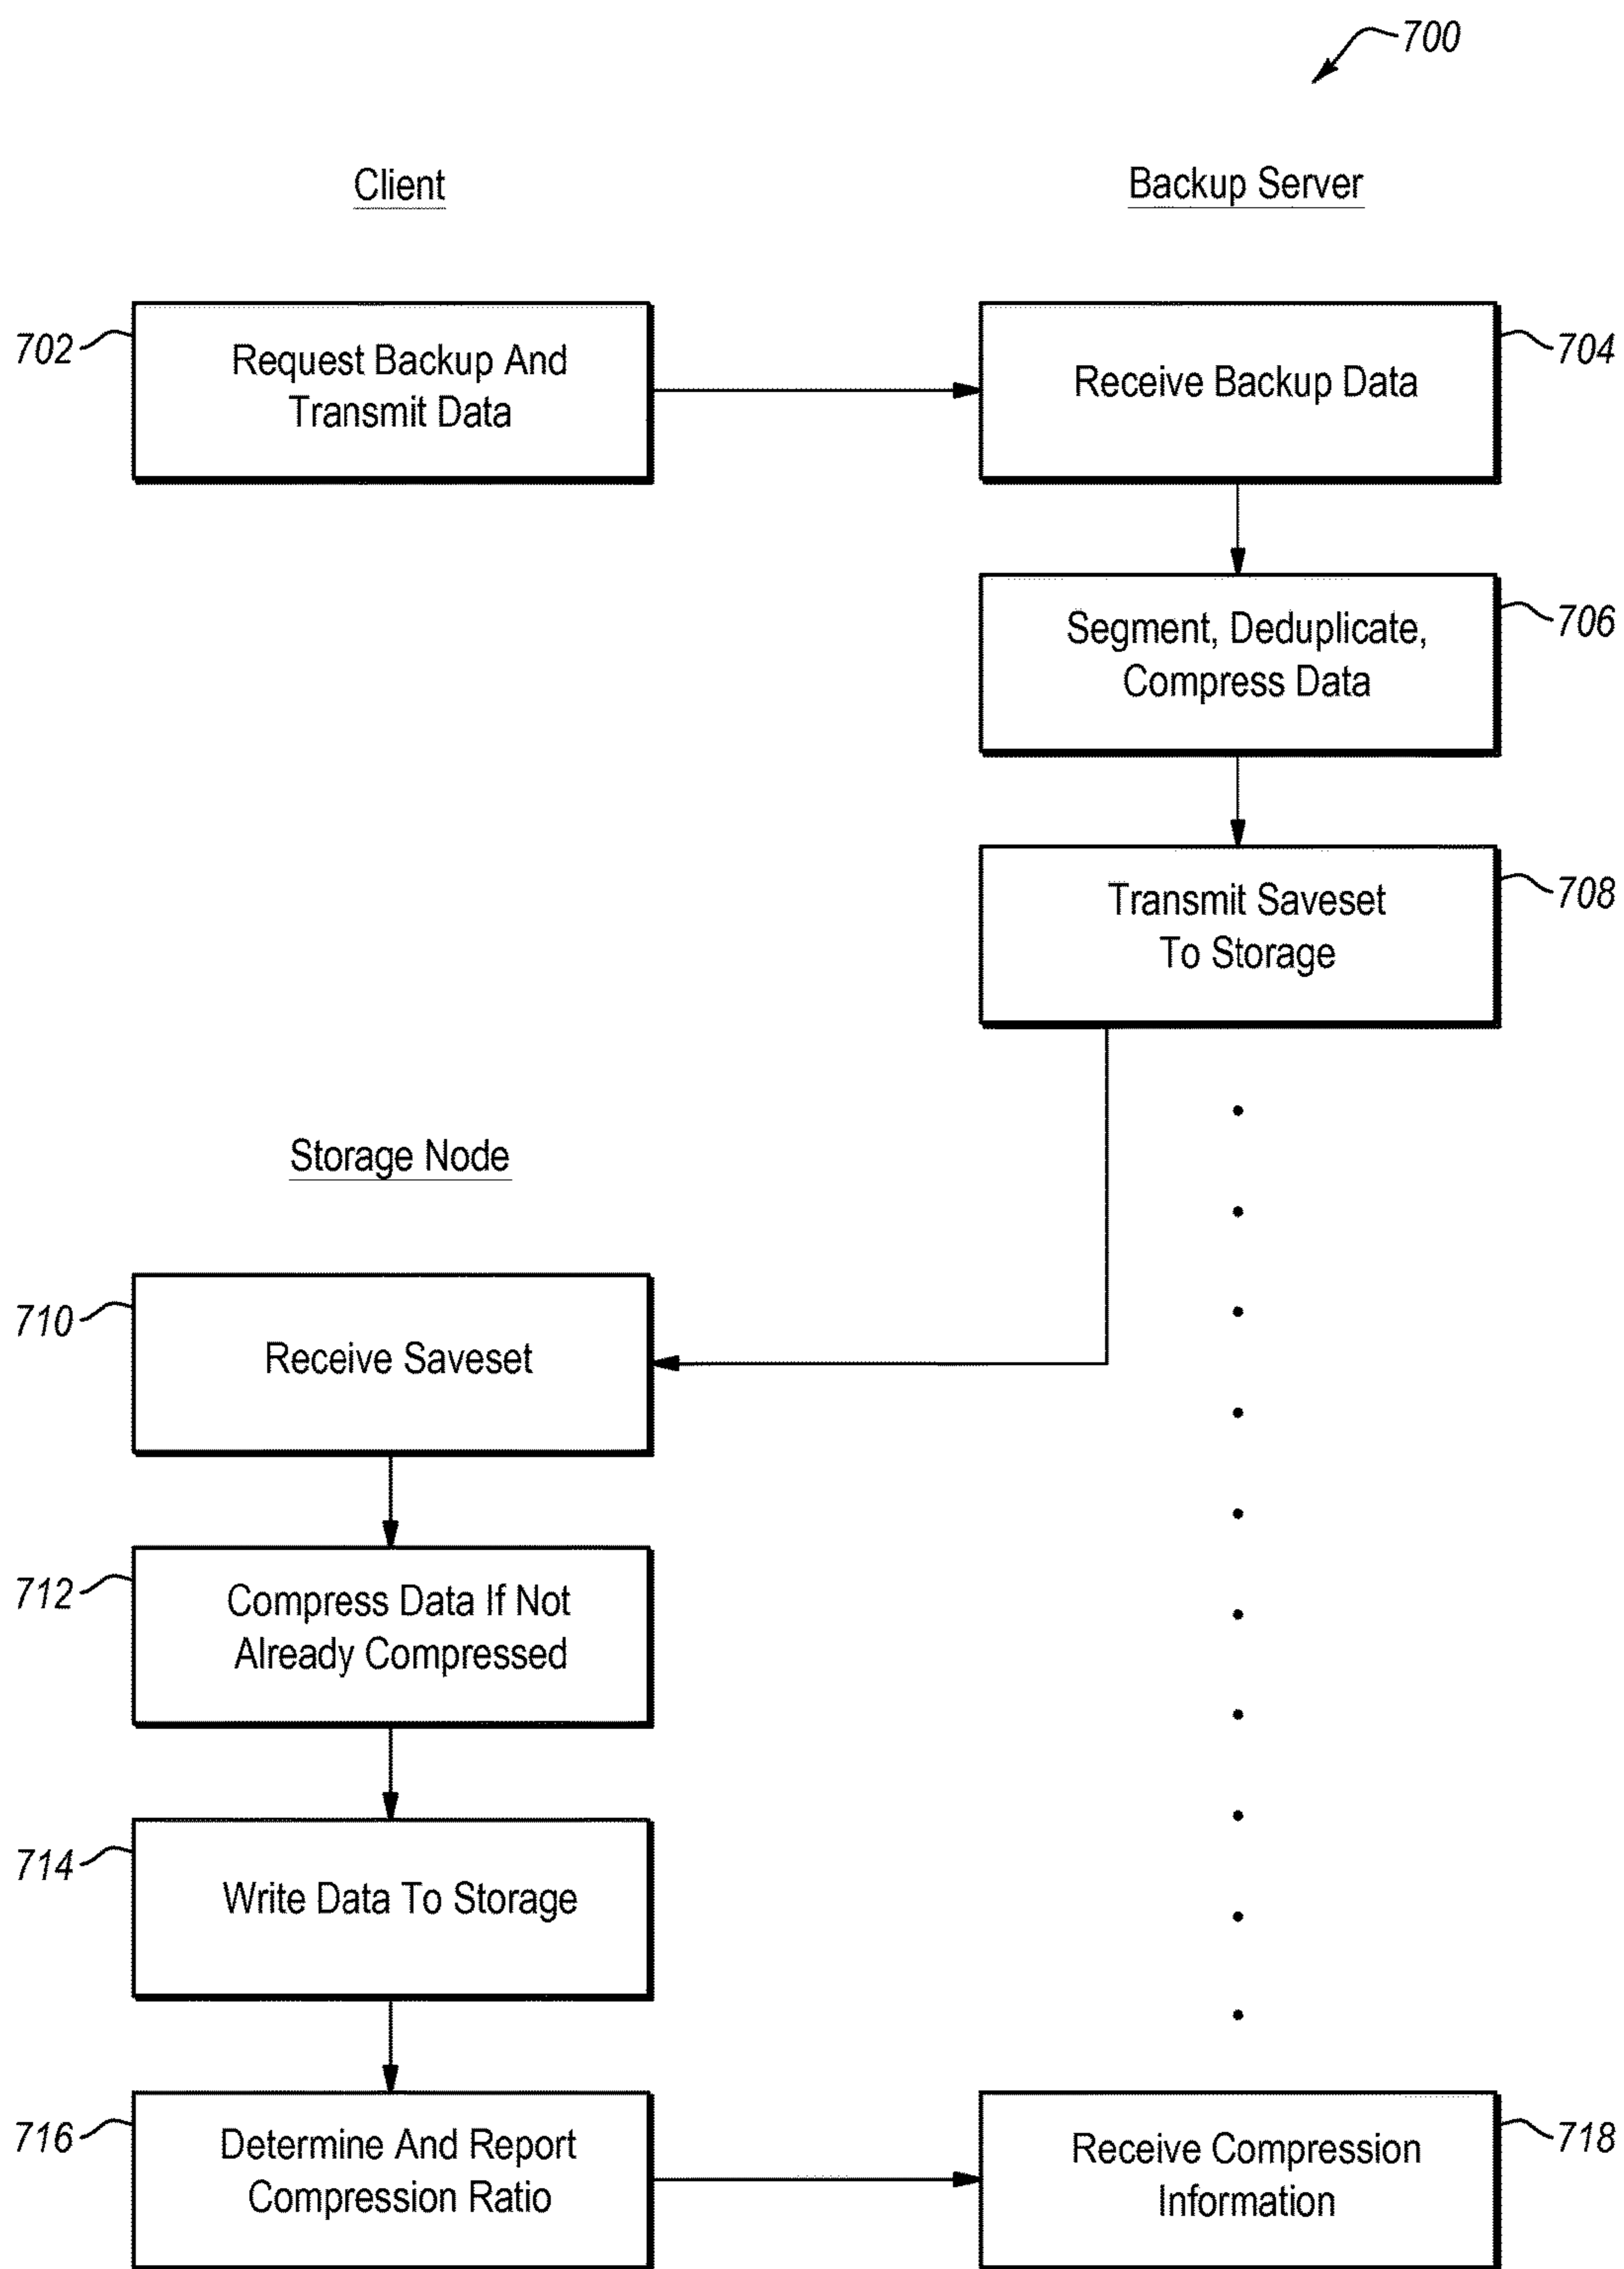 700
Client
Backup Server
702
Request Backup And
Transmit Data
Receive Backup Data
704
Segment, Deduplicate,
Compress Data
706
Transmit Saveset
To Storage
708
Storage Node
710
Receive Saveset
712
Compress Data If Not
Already Compressed
714
Write Data To Storage
716
Determine And Report
Compression Ratio
Receive Compression
Information
718